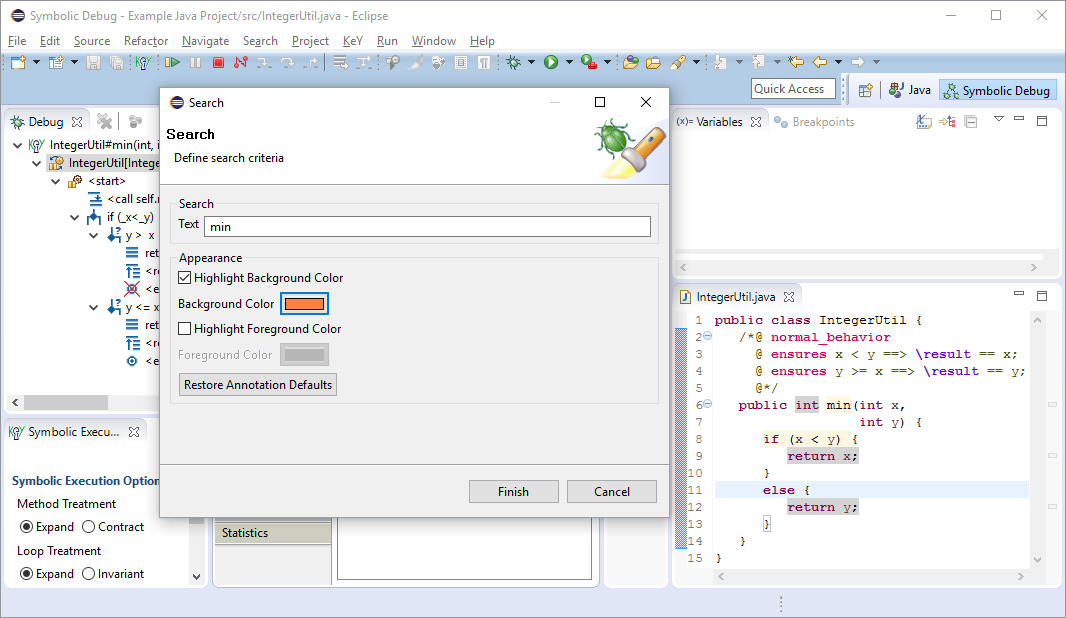 Symbolic Debug - Example Java Project/src/IntegerUtil.java - Eclipse
File Edit Source Refactor Navigate Search Project KeY Run Window Help
Quick Access
Java
Symbolic Debug
Debug
IntegerUtil#min(int, i
IntegerUtil[Intege
<start>
<call self.
if (_x<_y)
y > x
ret
<re
<e
y <= x
ret
<re
<e
Symbolic Execu...
Symbolic Execution Option
Method Treatment
Expand Contract
Loop Treatment
Expand Invariant
Search
Search
Define search criteria
Search
Text min
Appearance
Highlight Background Color
Background Color
Highlight Foreground Color
Foreground Color
Restore Annotation Defaults
Finish Cancel
Statistics
(x)= Variables Breakpoints
IntegerUtil.java
1 public class IntegerUtil {
2 /*@ normal_behavior
3 @ ensures x < y ==> \result == x;
4 @ ensures y >= x ==> \result == y;
5 @*/
6 public int min(int x,
7 int y) {
8 if (x < y) {
9 return x;
10 }
11 else {
12 return y;
13 }
14 }
15 }